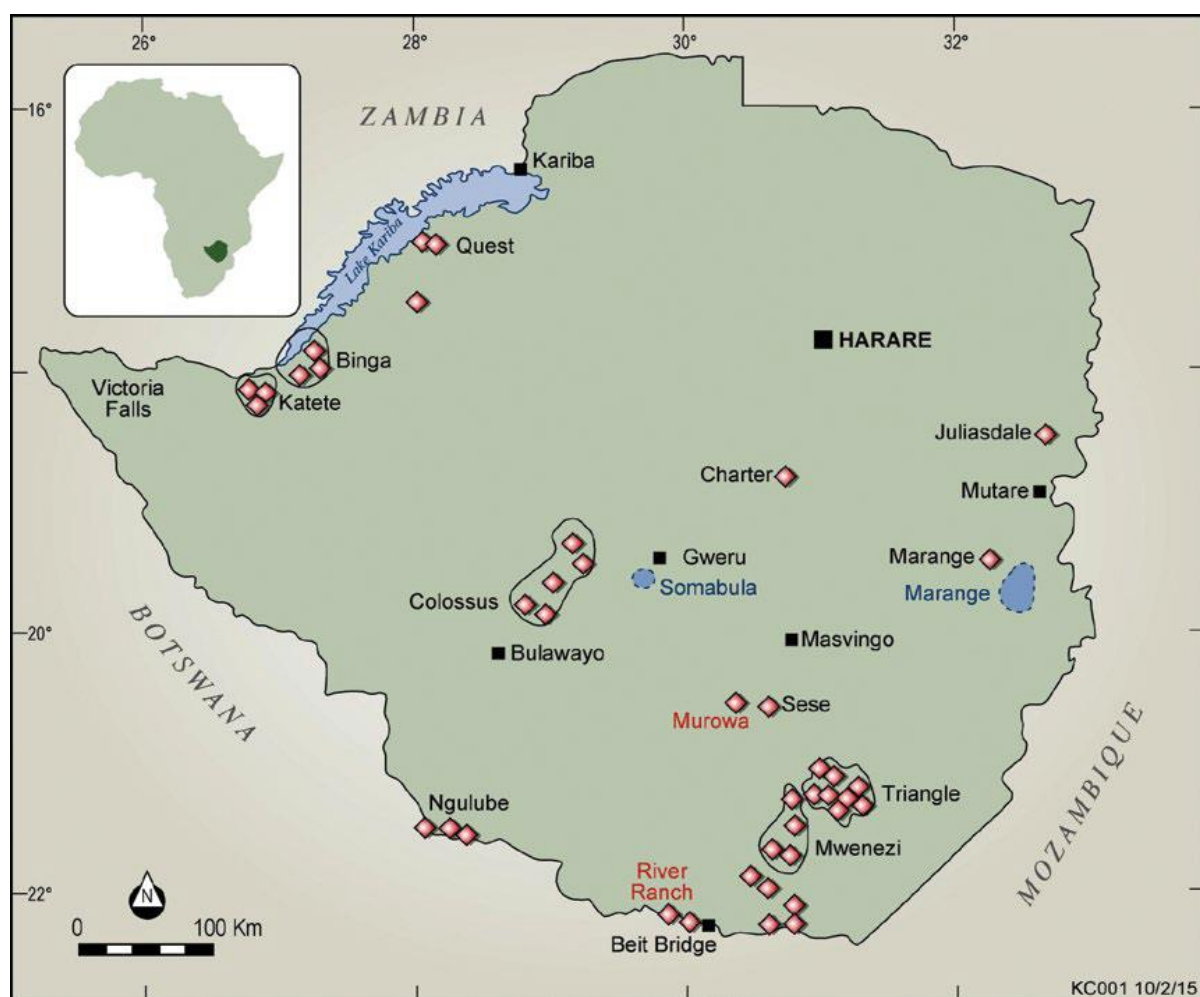 26°
28°
30°
32°
16°
ZAMBIA
Kariba
Lake Kariba
Quest
HARARE
Binga
Victoria
Falls
Katete
Juliasdale
Charter
Mutare
Gweru
Marange
Somabula
Marange
Colossus
20°
Masvingo
Bulawayo
BOTSWANA
Sese
Murowa
MOZAMBIQUE
Triangle
Ngulube
Mwenezi
River
Ranch
22°
N
0
100 Km
Beit Bridge
KC001 10/2/15